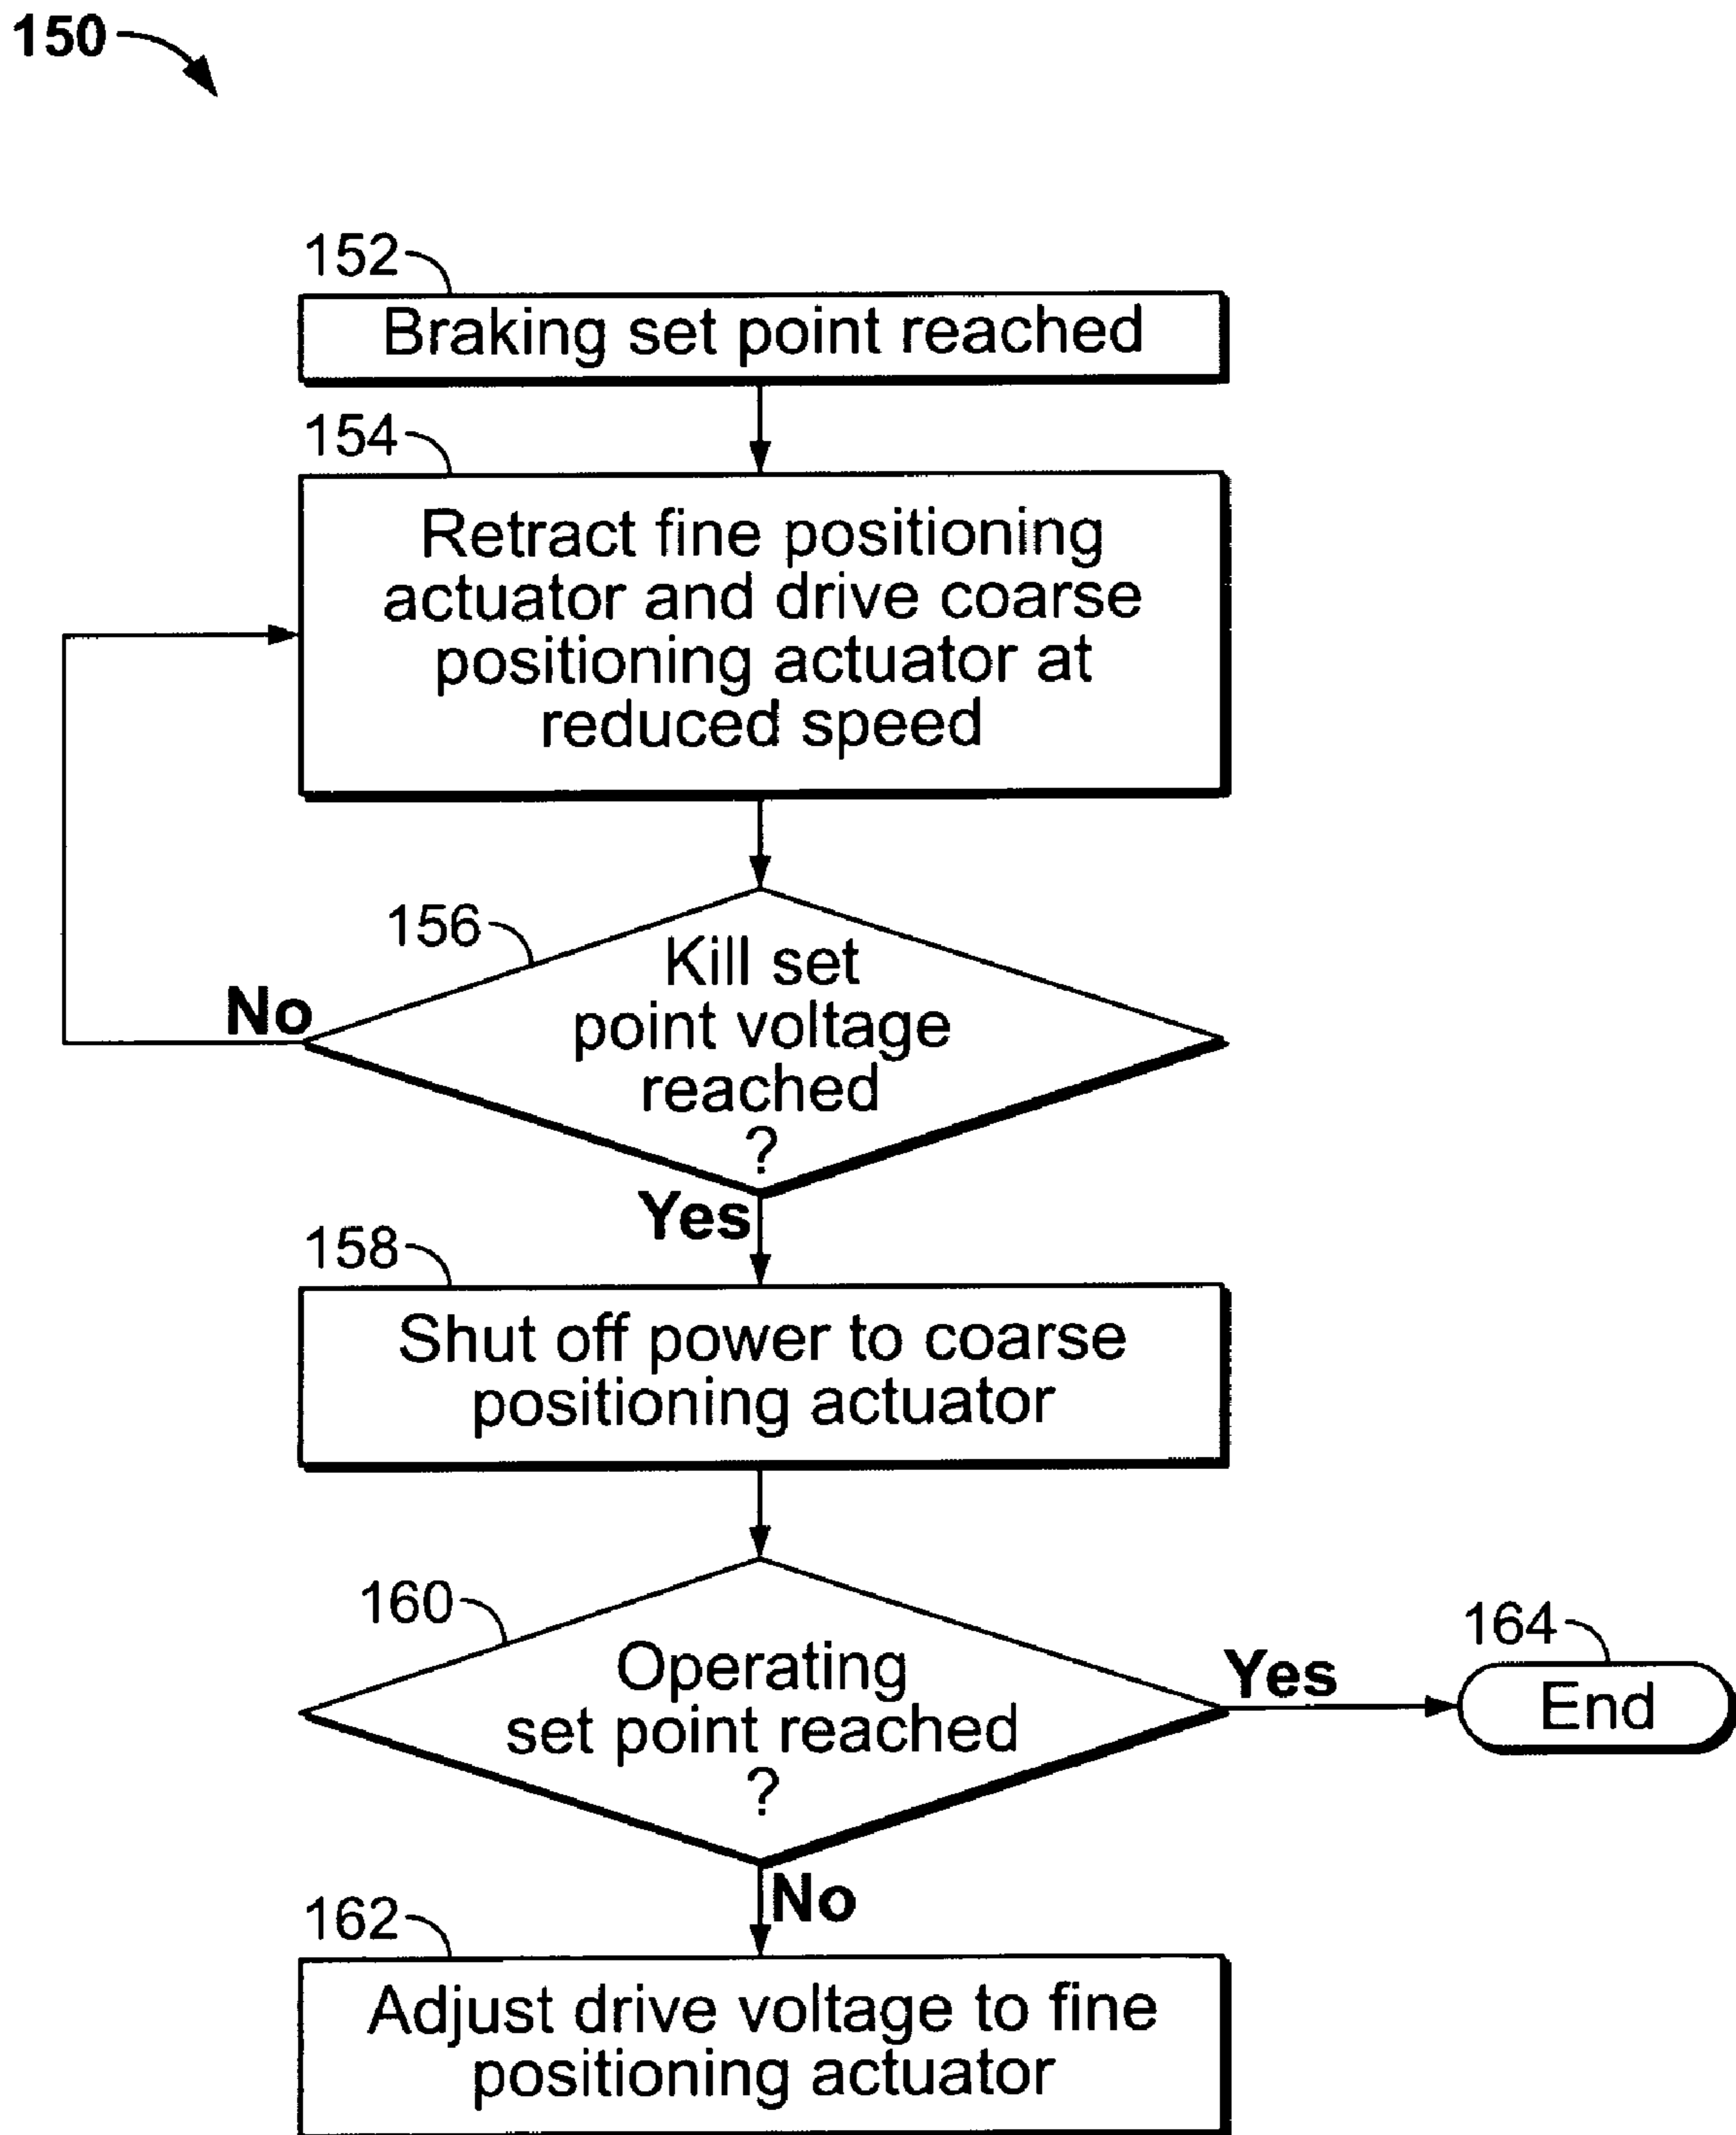 150
152
Braking set point reached
154
Retract fine positioning
actuator and drive coarse
positioning actuator at
reduced speed
156
Kill set
point voltage
reached
?
No
Yes
158
Shut off power to coarse
positioning actuator
160
Operating
set point reached
?
Yes
164
End
No
162
Adjust drive voltage to fine
positioning actuator